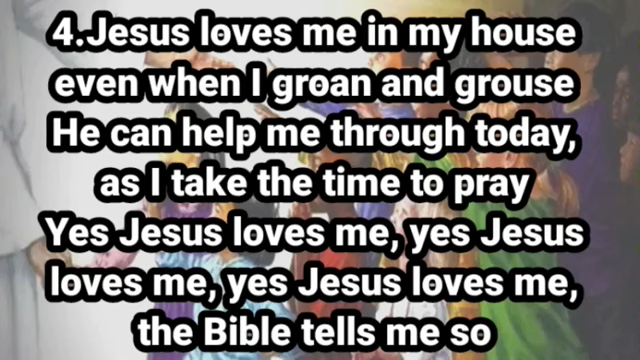 4.Jesus loves me in my house
even when I groan and grouse
He can help me through today,
as I take the time to pray
Yes Jesus loves me, yes Jesus
loves me, yes Jesus loves me,
the Bible tells me so